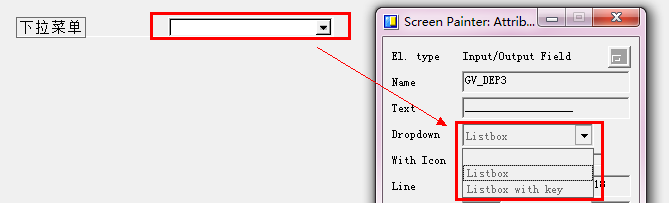 下拉菜单
Screen Painter: Attrib...
El. type Input/Output Field
Name GV_DEP3
Text
Dropdown Listbox
With Icon
Listbox
Line 18
Listbox with key